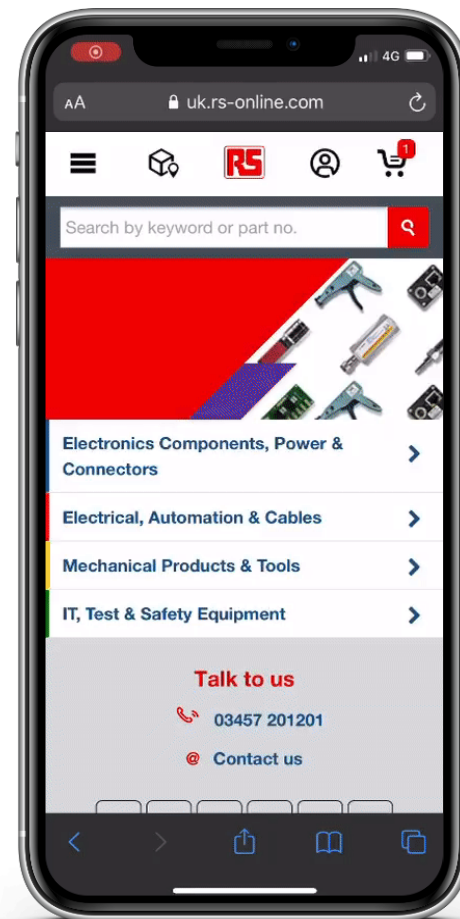 4G
AA uk.rs-online.com
RS
1
Search by keyword or part no.
Electronics Components, Power &
Connectors
Electrical, Automation & Cables
Mechanical Products & Tools
IT, Test & Safety Equipment
Talk to us
03457 201201
@ Contact us